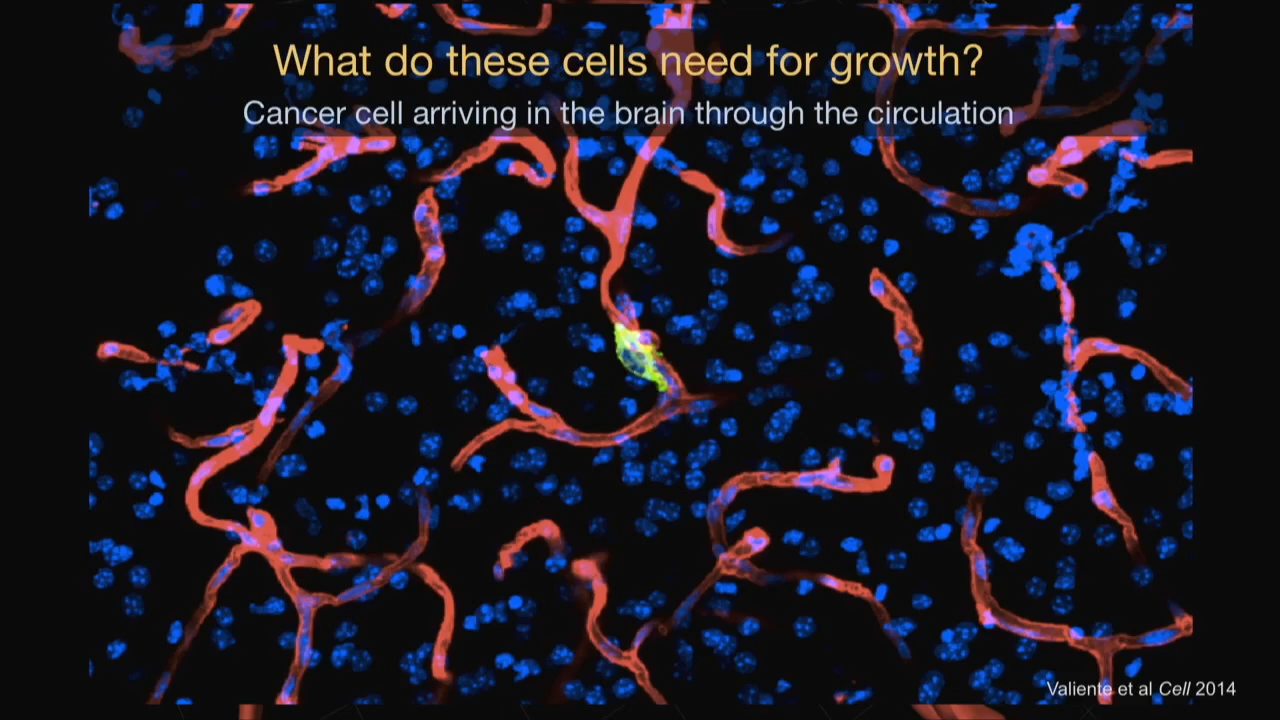 What do these cells need for growth?
Cancer cell arriving in the brain through the circulation
Valiente et al Cell 2014